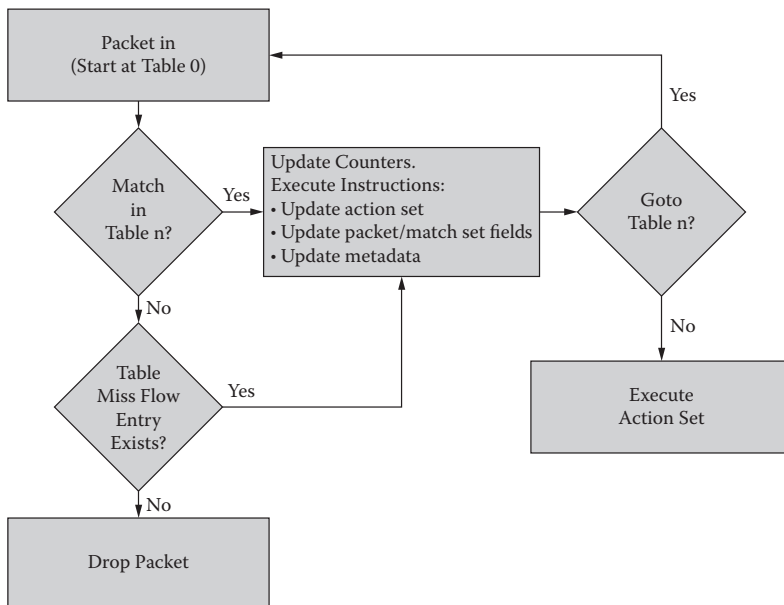 Packet in
(Start at Table 0)
Yes
Match
in
Table n?
Yes
Update Counters.
Execute Instructions:
• Update action set
• Update packet/match set fields
• Update metadata
Goto
Table n?
No
No
Table
Miss Flow
Entry
Exists?
Yes
Execute
Action Set
No
Drop Packet